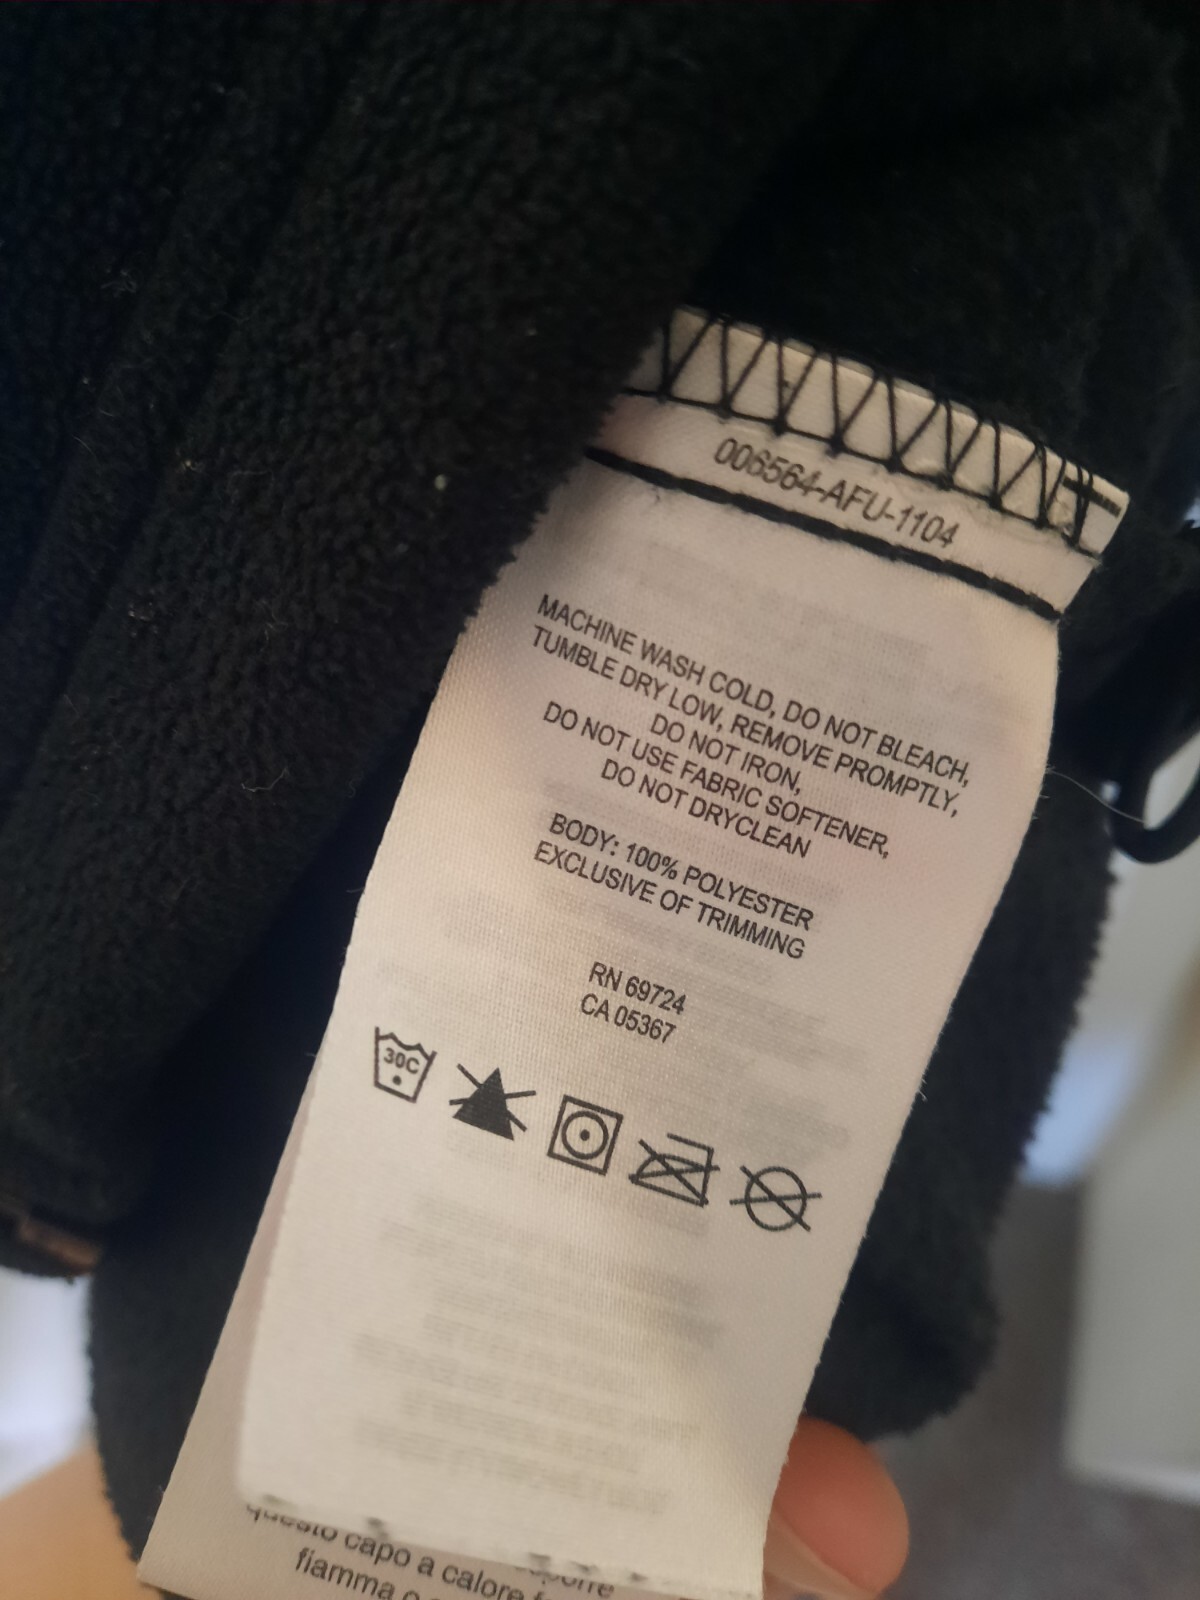 006564-AFU-1104
MACHINE WASH COLD, DO NOT BLEACH,
TUMBLE DRY LOW, REMOVE PROMPTLY,
DO NOT IRON,
DO NOT USE FABRIC SOFTENER,
DO NOT DRYCLEAN
BODY: 100% POLYESTER
EXCLUSIVE OF TRIMMING
RN 69724
CA 05367
30C
questo capo a calore
fiamma o